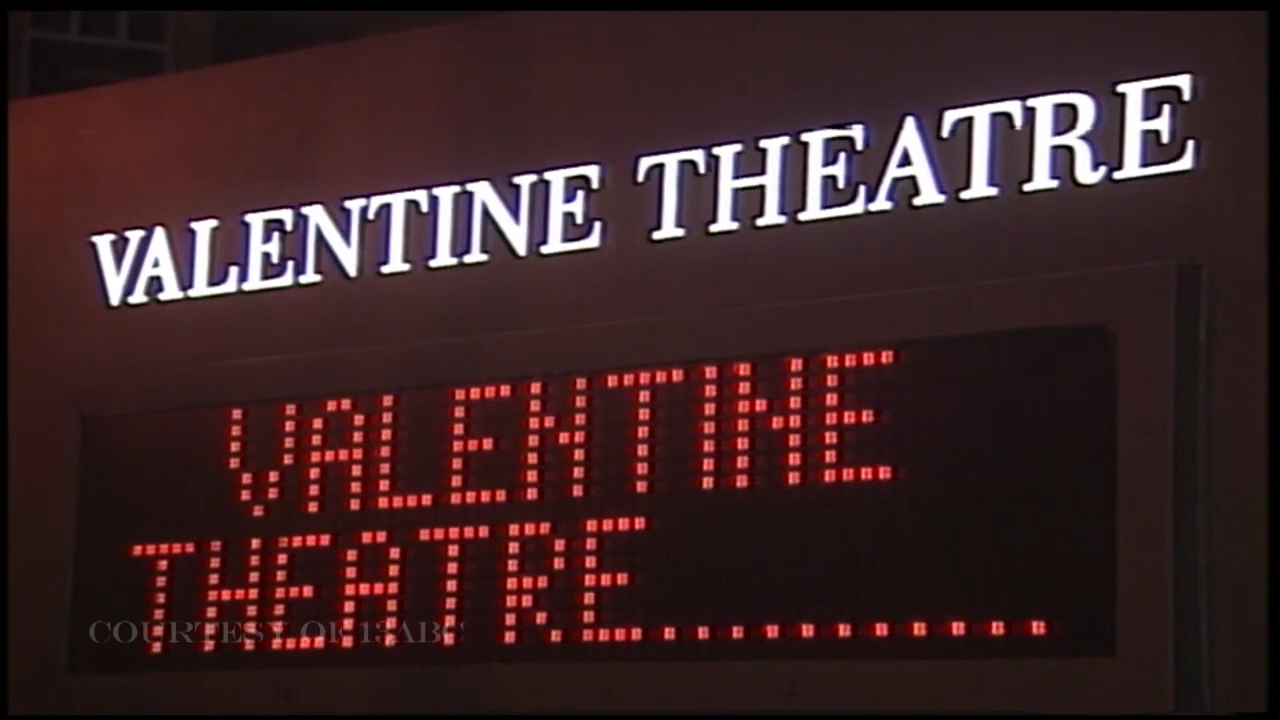 VALENTINE THEATRE
VALENTINE
THEATRE............
COURTESY OF 13ABC